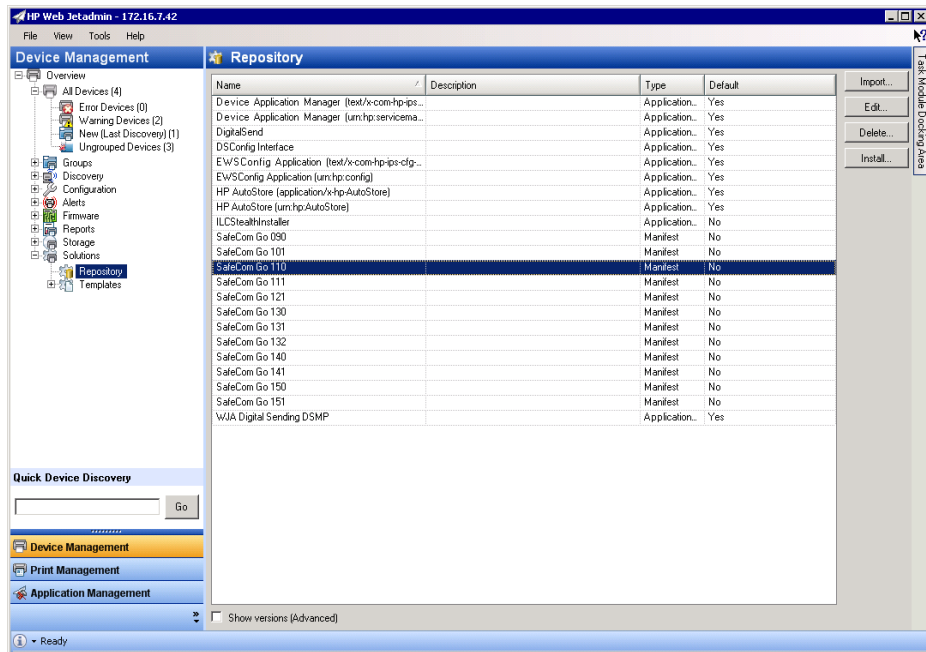 HP Web Jetadmin - 172.16.7.42
File View Tools Help
Device Management
Overview
All Devices (4)
Error Devices (0)
Warning Devices (2)
New (Last Discovery) (1)
Ungrouped Devices (3)
Groups
Discovery
Configuration
Alerts
Firmware
Reports
Storage
Solutions
Repository
Templates
Quick Device Discovery
Go
Device Management
Print Management
Application Management
Repository
Name Description Type Default
Device Application Manager (text/x-com-hp-ips... Application... Yes
Device Application Manager (urn:hp:servicema... Application... Yes
DigitalSend Application... Yes
DSConfig Interface Application... Yes
EWSConfig Application (text/x-com-hp-ips-cfg-... Application... Yes
EWSConfig Application (urn:hp:config) Application... Yes
HP AutoStore (application/x-hp-AutoStore) Application... Yes
HP AutoStore (urn:hp:AutoStore) Application... Yes
ILCStealthInstaller Application... No
SafeCom Go 090 Manifest No
SafeCom Go 101 Manifest No
SafeCom Go 110 Manifest No
SafeCom Go 111 Manifest No
SafeCom Go 121 Manifest No
SafeCom Go 130 Manifest No
SafeCom Go 131 Manifest No
SafeCom Go 132 Manifest No
SafeCom Go 140 Manifest No
SafeCom Go 141 Manifest No
SafeCom Go 150 Manifest No
SafeCom Go 151 Manifest No
WJA Digital Sending DSMP Application... Yes
Show versions (Advanced)
Import...
Edit...
Delete...
Install...
Task Module Docking Area
Ready